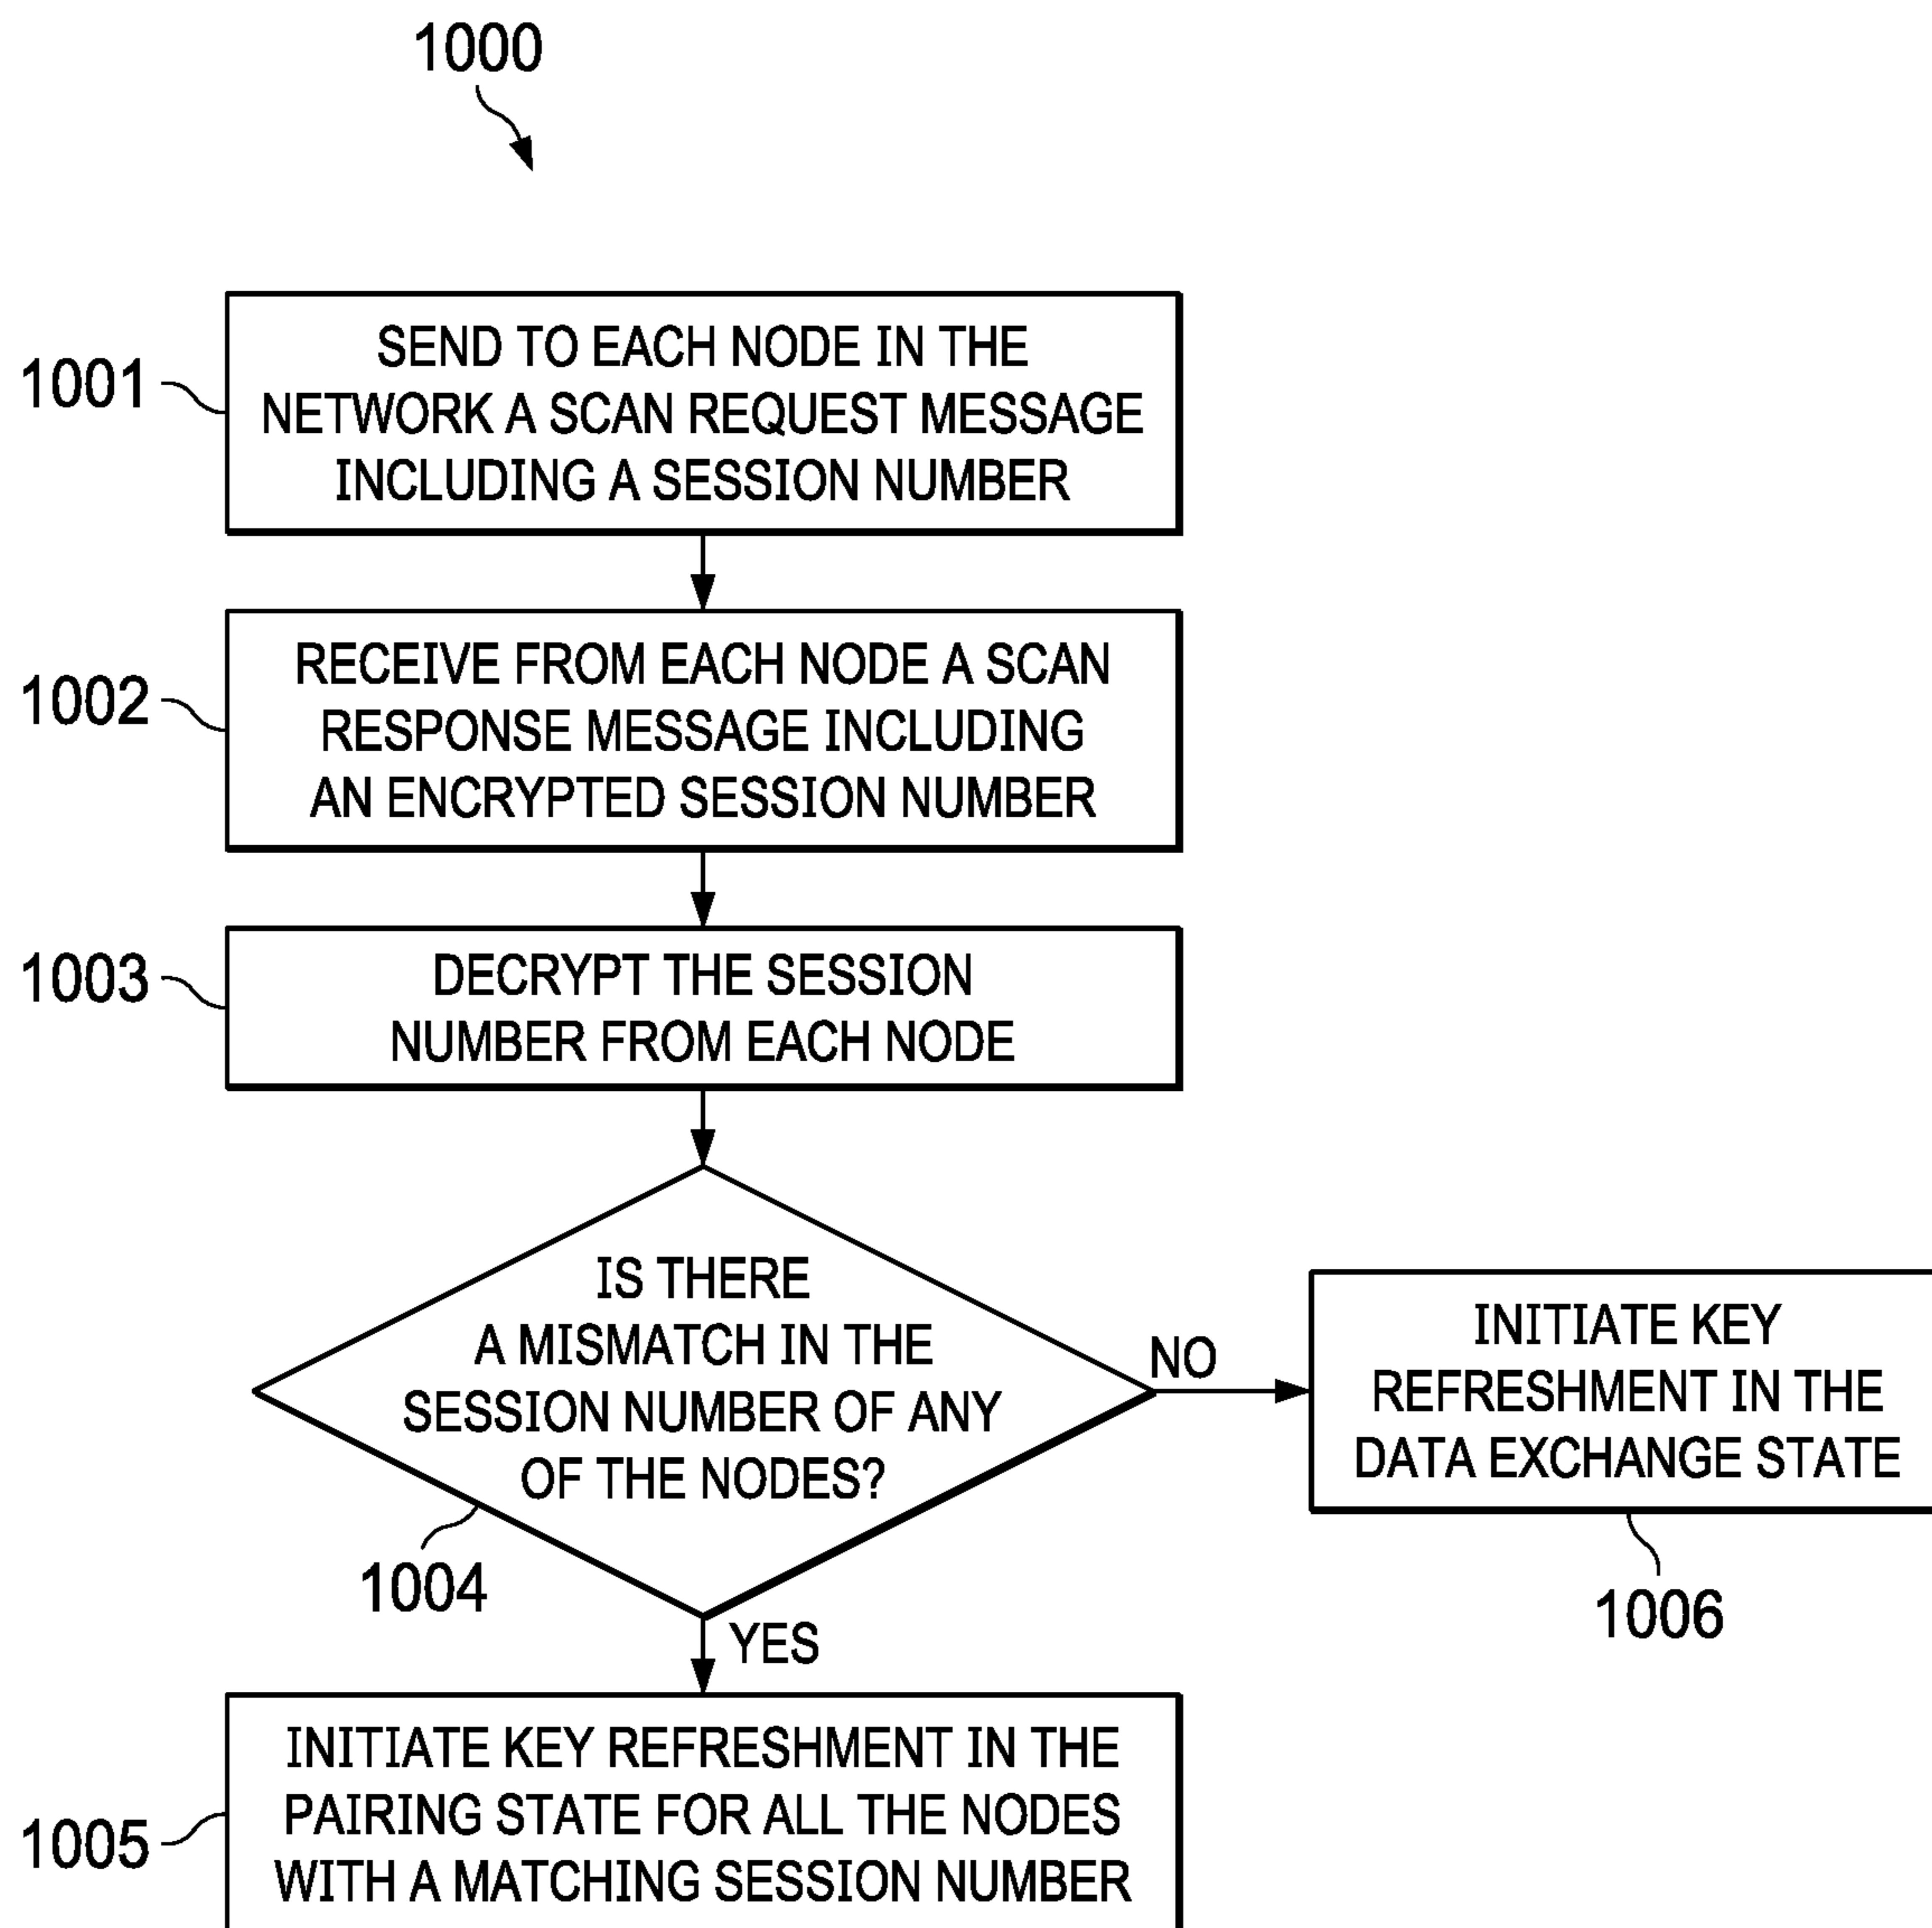 1000
1001
SEND TO EACH NODE IN THE
NETWORK A SCAN REQUEST MESSAGE
INCLUDING A SESSION NUMBER
1002
RECEIVE FROM EACH NODE A SCAN
RESPONSE MESSAGE INCLUDING
AN ENCRYPTED SESSION NUMBER
1003
DECRYPT THE SESSION
NUMBER FROM EACH NODE
IS THERE
A MISMATCH IN THE
SESSION NUMBER OF ANY
OF THE NODES?
1004
NO
INITIATE KEY
REFRESHMENT IN THE
DATA EXCHANGE STATE
1006
YES
1005
INITIATE KEY REFRESHMENT IN THE
PAIRING STATE FOR ALL THE NODES
WITH A MATCHING SESSION NUMBER